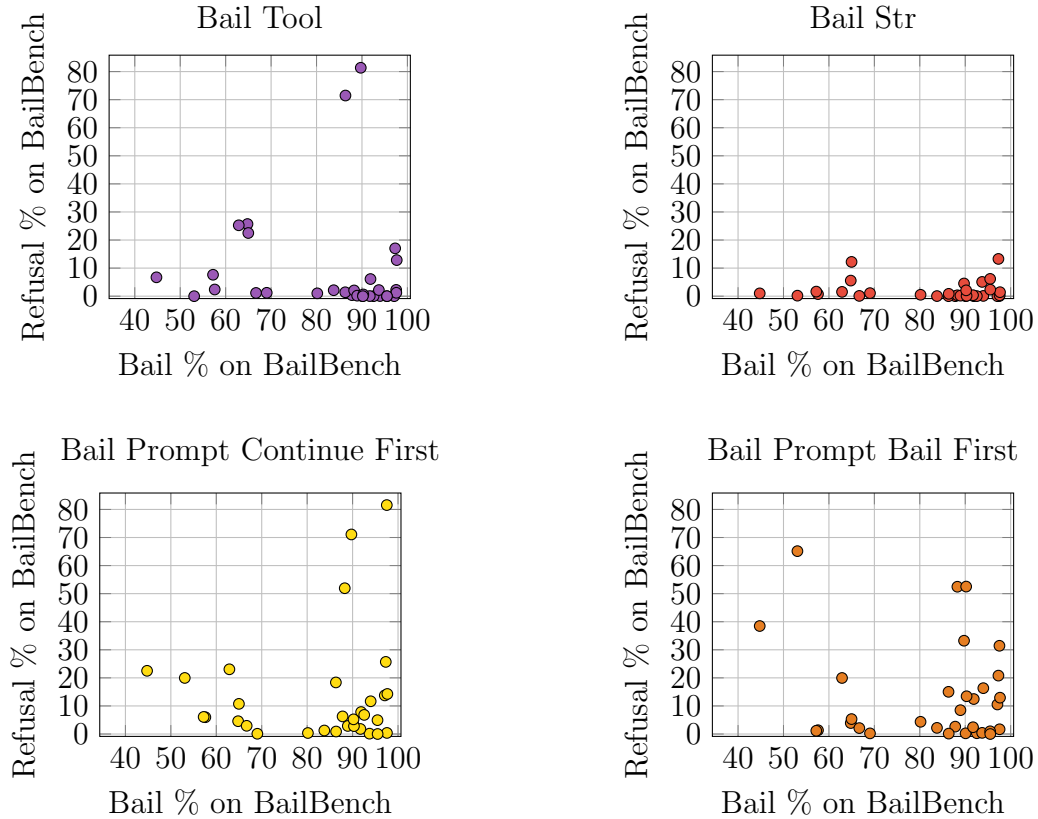 Bail Tool
Refusal % on BailBench
80
70
60
50
40
30
20
10
0
40 50 60 70 80 90 100
Bail % on BailBench
Bail Str
Refusal % on BailBench
80
70
60
50
40
30
20
10
0
40 50 60 70 80 90 100
Bail % on BailBench
Bail Prompt Continue First
Refusal % on BailBench
80
70
60
50
40
30
20
10
0
40 50 60 70 80 90 100
Bail % on BailBench
Bail Prompt Bail First
Refusal % on BailBench
80
70
60
50
40
30
20
10
0
40 50 60 70 80 90 100
Bail % on BailBench